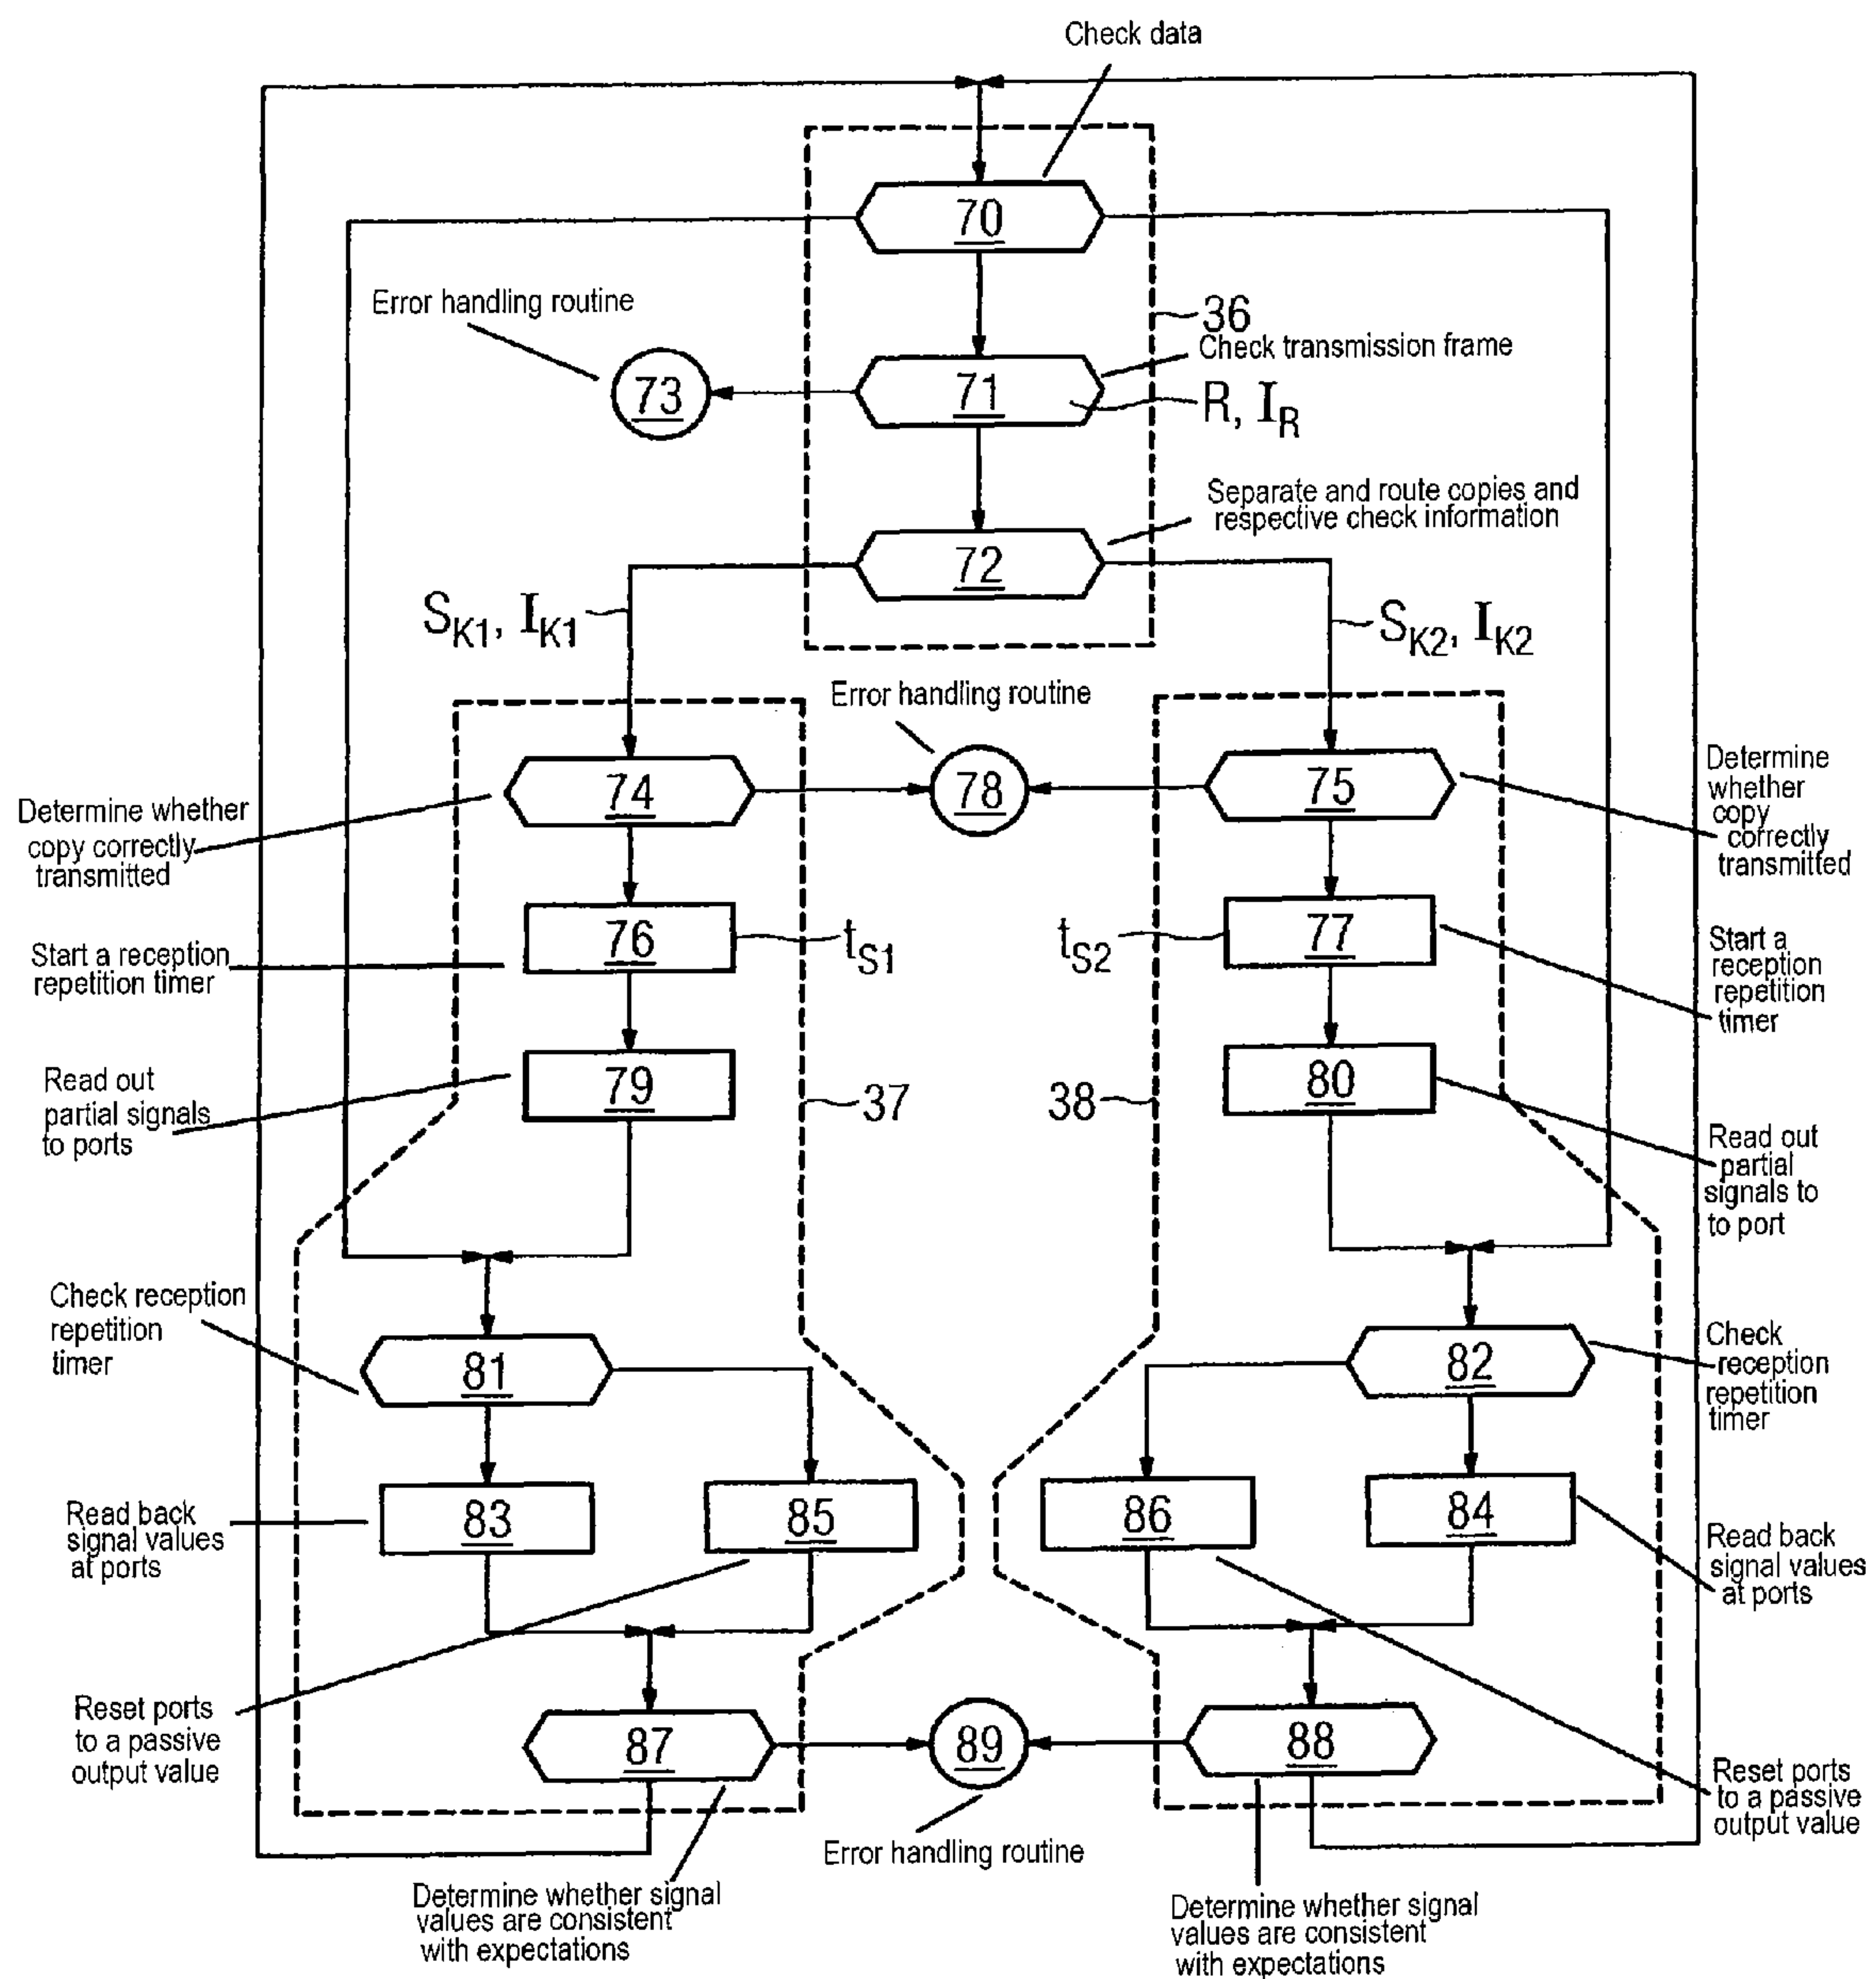 Check data
70
Error handling routine
36
Check transmission frame
73
71
R, I_R
Separate and route copies and
respective check information
72
S_K1, I_K1
S_K2, I_K2
Error handling routine
74
78
75
Determine whether
copy correctly
transmitted
Determine
whether
copy
correctly
transmitted
76
t_S1
t_S2
77
Start a reception
repetition timer
Start a
reception
repetition
timer
79
80
Read out
partial signals
to ports
37
38
Read out
partial
signals to
to port
Check reception
repetition
timer
81
82
Check
reception
repetition
timer
83
85
86
84
Read back
signal values
at ports
Read back
signal values
at ports
Reset ports
to a passive
output value
87
89
88
Reset ports
to a passive
output value
Error handling routine
Determine whether signal
values are consistent
with expectations
Determine whether signal
values are consistent
with expectations